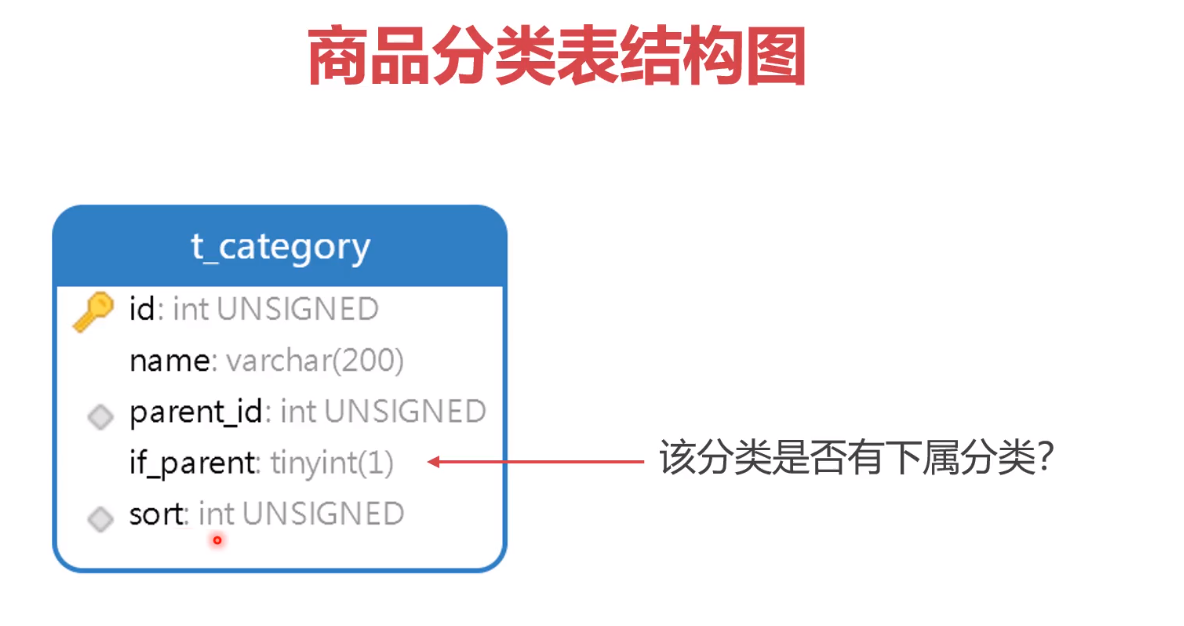 商品分类表结构图
t_category
id: int UNSIGNED
name: varchar(200)
parent_id: int UNSIGNED
if_parent: tinyint(1)
该分类是否有下属分类?
sort: int UNSIGNED